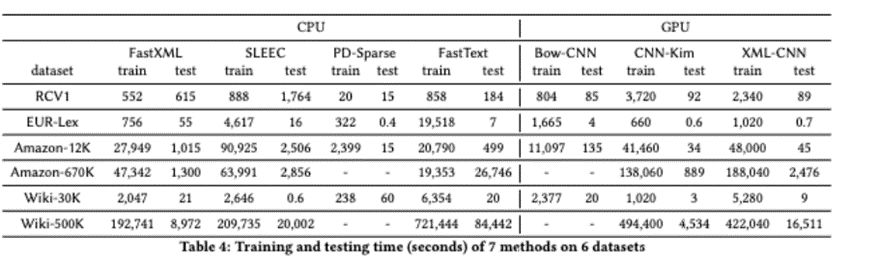 CPU GPU
FastXML SLEEC PD-Sparse FastText Bow-CNN CNN-Kim XML-CNN
dataset train test train test train test train test train test train test train test
RCV1 552 615 888 1,764 20 15 858 184 804 85 3,720 92 2,340 89
EUR-Lex 756 55 4,617 16 322 0.4 19,518 7 1,665 4 660 0.6 1,020 0.7
Amazon-12K 27,949 1,015 90,925 2,506 2,399 15 20,790 499 11,097 135 41,460 34 48,000 45
Amazon-670K 47,342 1,300 63,991 2,856 - - 19,353 26,746 - - 138,060 889 188,040 2,476
Wiki-30K 2,047 21 2,646 0.6 238 60 6,354 20 2,377 20 1,020 3 5,280 9
Wiki-500K 192,741 8,972 209,735 20,002 - - 721,444 84,442 - - 494,400 4,534 422,040 16,511
Table 4: Training and testing time (seconds) of 7 methods on 6 datasets